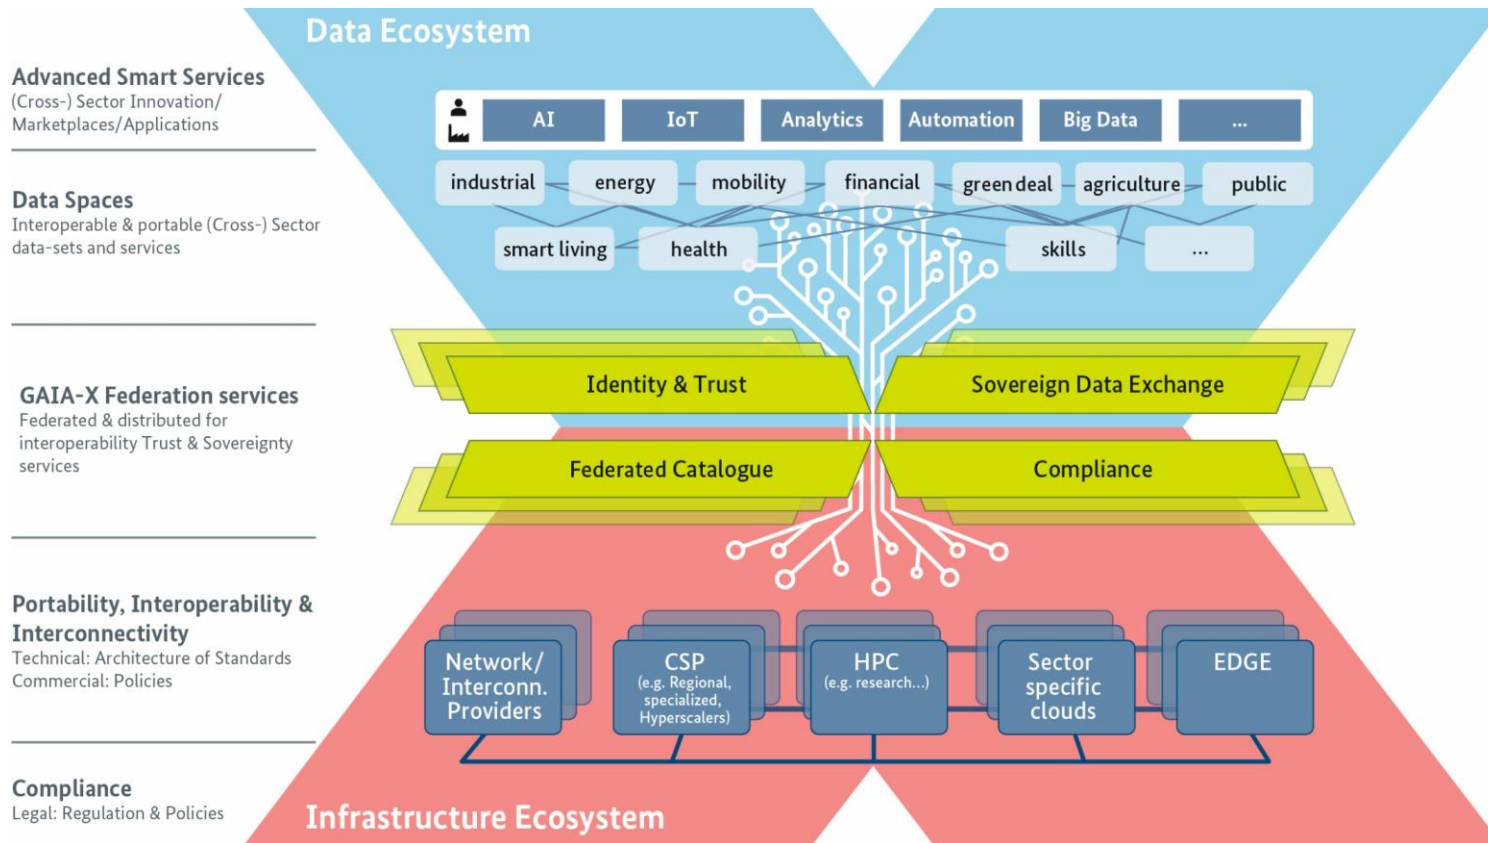 Data Ecosystem
Advanced Smart Services
(Cross-) Sector Innovation/
Marketplaces/Applications
AI
IoT
Analytics
Automation
Big Data
...
Data Spaces
Interoperable & portable (Cross-) Sector
data-sets and services
industrial
energy
mobility
financial
green deal
agriculture
public
smart living
health
skills
...
GAIA-X Federation services
Federated & distributed for
interoperability Trust & Sovereignty
services
Identity & Trust
Sovereign Data Exchange
Federated Catalogue
Compliance
Portability, Interoperability &
Interconnectivity
Technical: Architecture of Standards
Commercial: Policies
Network/
Interconn.
Providers
CSP
(e.g. Regional,
specialized,
Hyperscalers)
HPC
(e.g. research...)
Sector
specific
clouds
EDGE
Compliance
Legal: Regulation & Policies
Infrastructure Ecosystem